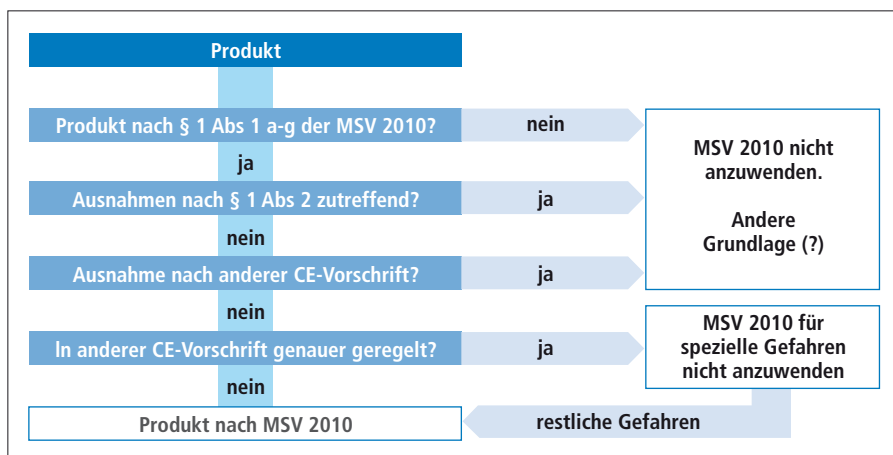 Produkt
Produkt nach § 1 Abs 1 a-g der MSV 2010?
nein
ja
Ausnahmen nach § 1 Abs 2 zutreffend?
ja
nein
Ausnahme nach anderer CE-Vorschrift?
ja
nein
In anderer CE-Vorschrift genauer geregelt?
ja
nein
Produkt nach MSV 2010
MSV 2010 nicht
anzuwenden.
Andere
Grundlage (?)
MSV 2010 für
spezielle Gefahren
nicht anzuwenden
restliche Gefahren